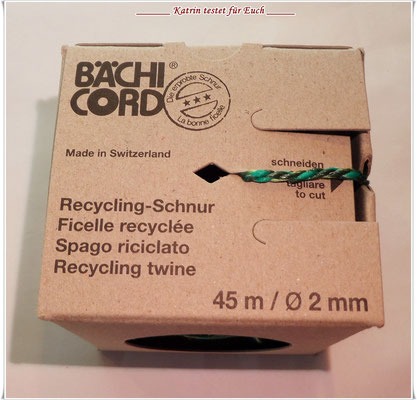 Katrin testet für Euch
BÄCHI®
CORD
Die erprobte Schnur
La bonne ficelle
Made in Switzerland
schneiden
tagliare
to cut
Recycling-Schnur
Ficelle recyclée
Spago riciclato
Recycling twine
45 m / Ø 2 mm